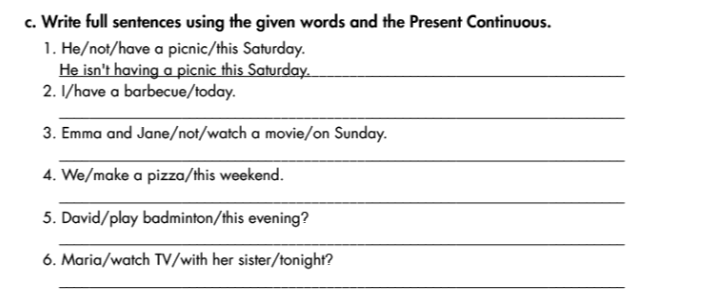 c. Write full sentences using the given words and the Present Continuous.
1. He/not/have a picnic/this Saturday.
He isn't having a picnic this Saturday.
2. I/have a barbecue/today.
3. Emma and Jane/not/watch a movie/on Sunday.
4. We/make a pizza/this weekend.
5. David/play badminton/this evening?
6. Maria/watch TV/with her sister/tonight?